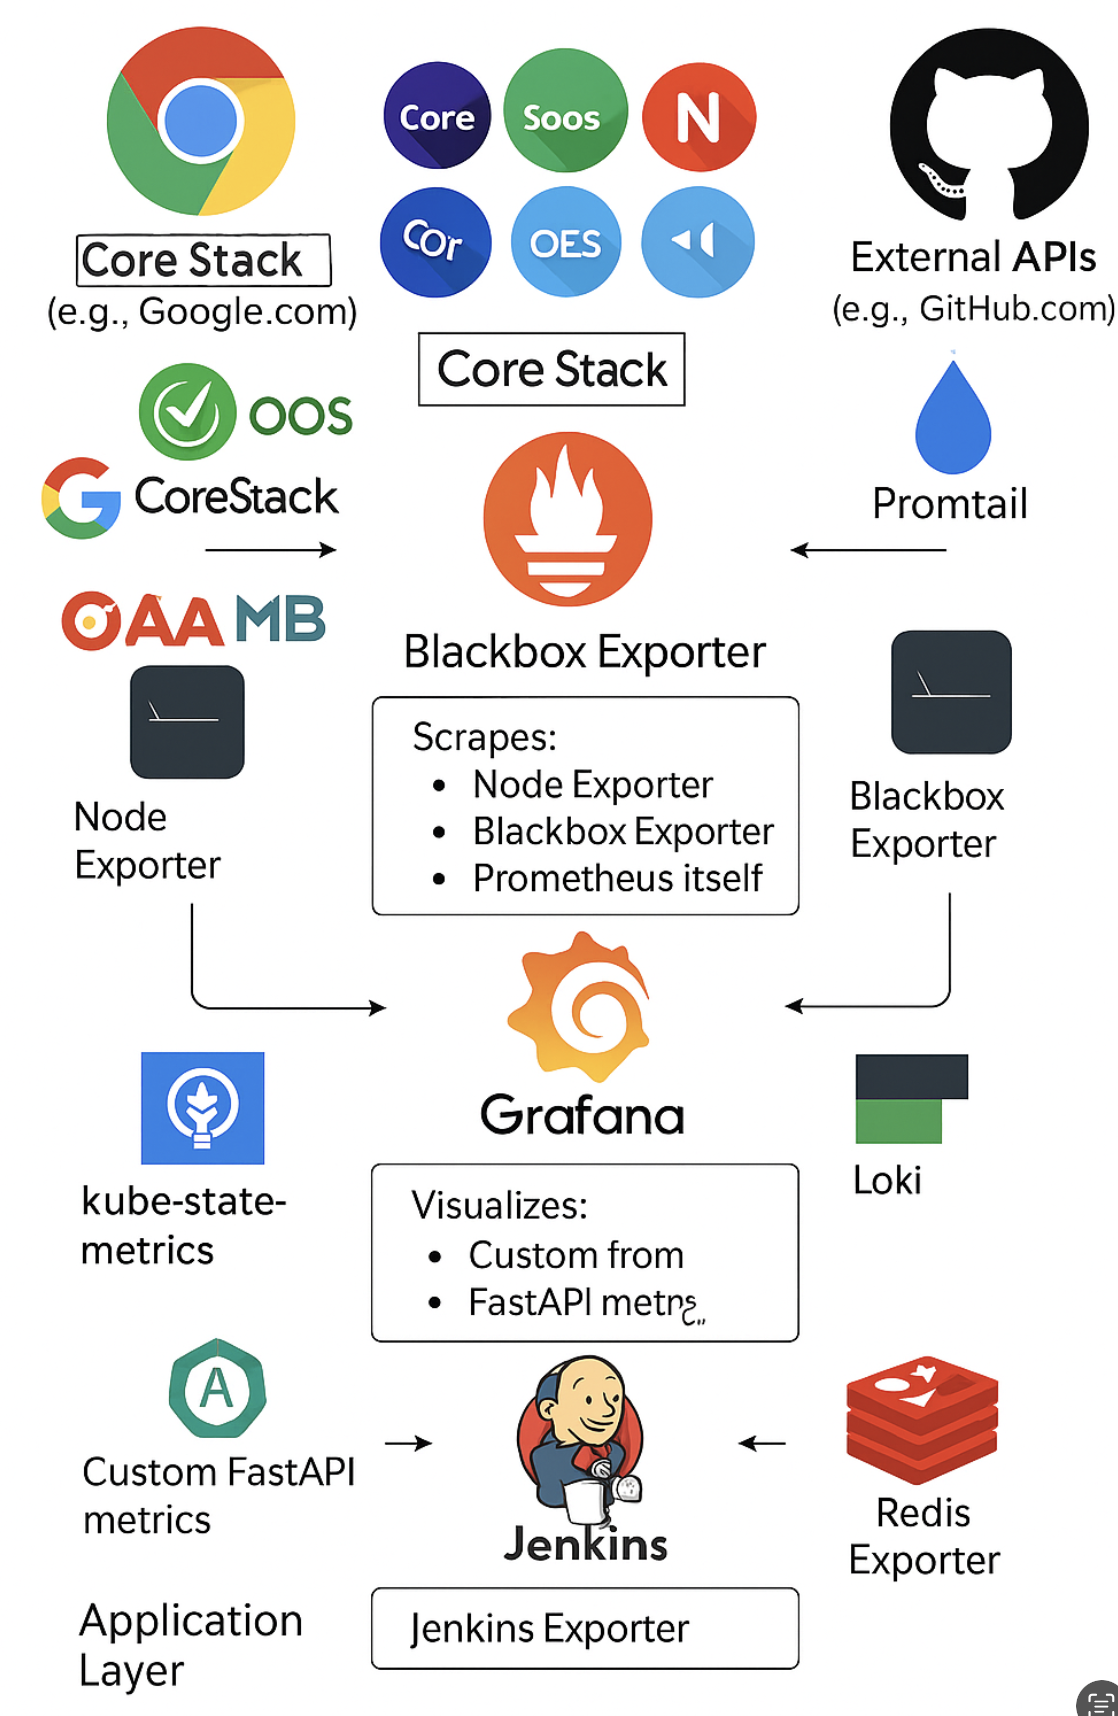 Core
Soos
N
Cor
OES
Core Stack
(e.g., Google.com)
External APIs
(e.g., GitHub.com)
Core Stack
OOS
CoreStack
Promtail
OAA MB
Blackbox Exporter
Node
Exporter
Scrapes:
• Node Exporter
• Blackbox Exporter
• Prometheus itself
Blackbox
Exporter
Grafana
kube-state-
metrics
Visualizes:
• Custom from
• FastAPI
Loki
A
Custom FastAPI
metrics
Jenkins
Redis
Exporter
Application
Layer
Jenkins Exporter